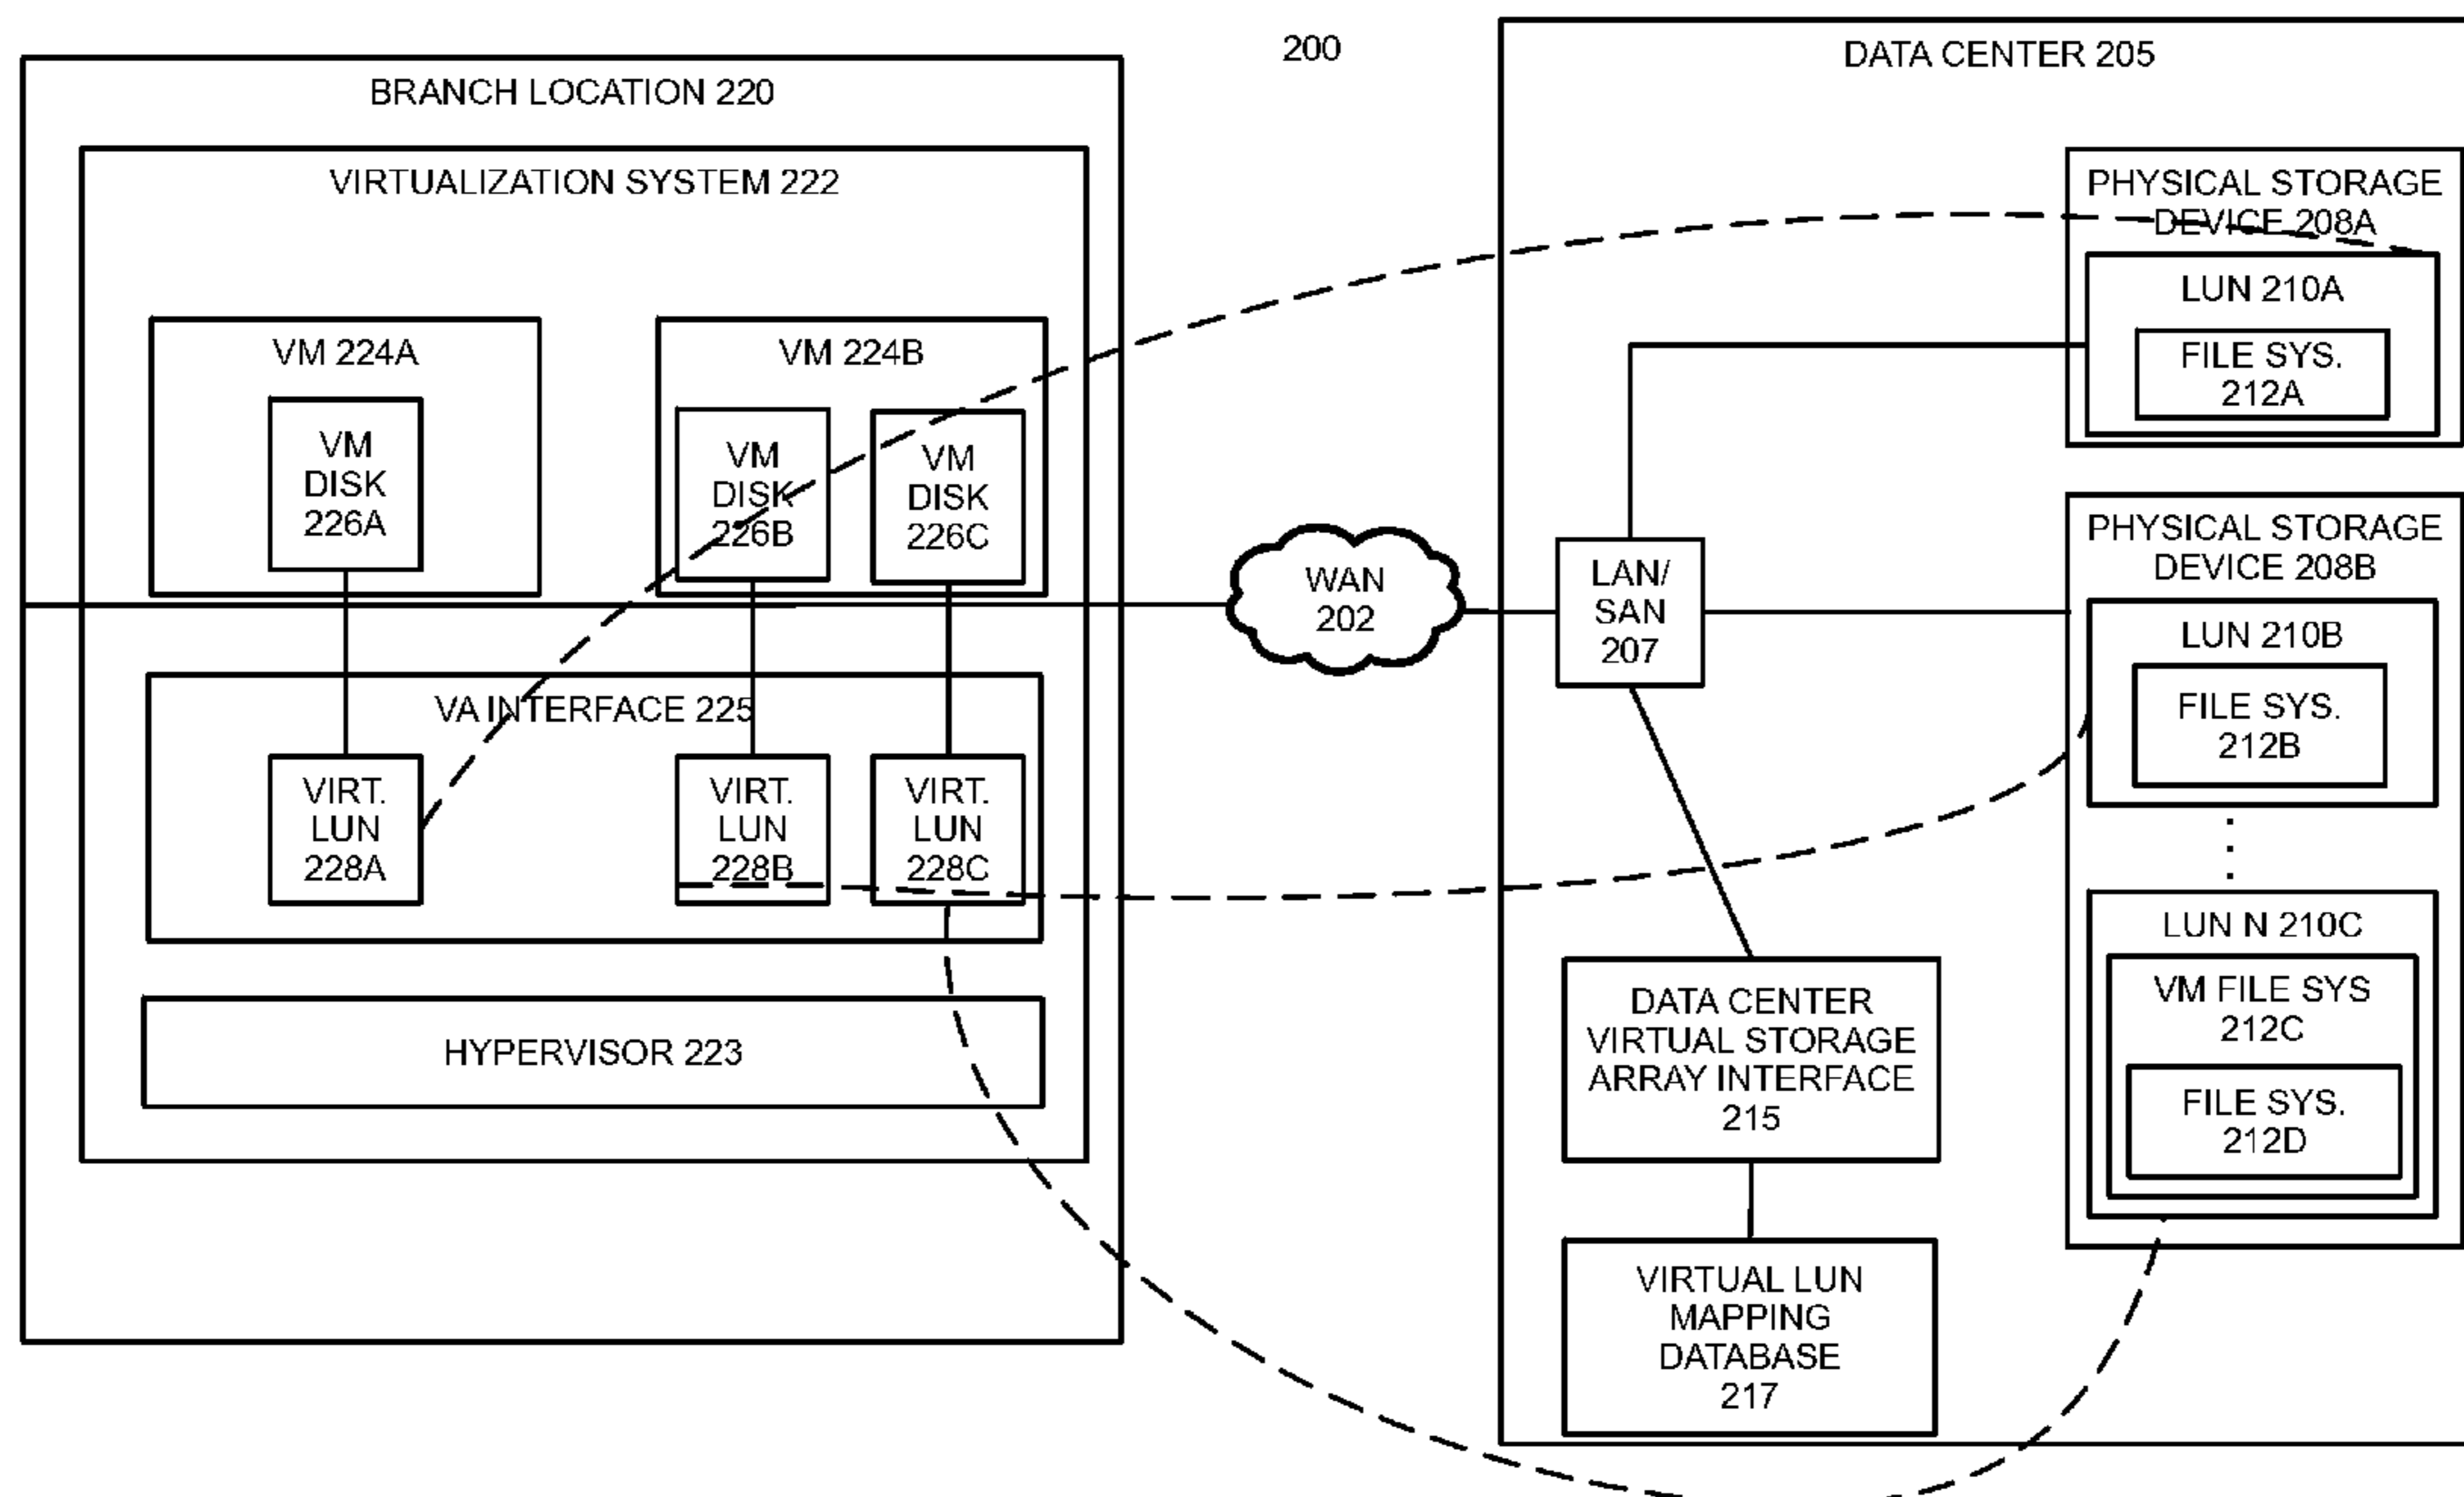 200
BRANCH LOCATION 220
VIRTUALIZATION SYSTEM 222
VM 224A
VM
DISK
226A
VM 224B
VM
DISK
226B
VM
DISK
226C
VA INTERFACE 225
VIRT.
LUN
228A
VIRT.
LUN
228B
VIRT.
LUN
228C
HYPERVISOR 223
WAN
202
DATA CENTER 205
LAN/
SAN
207
PHYSICAL STORAGE
DEVICE 208A
LUN 210A
FILE SYS.
212A
PHYSICAL STORAGE
DEVICE 208B
LUN 210B
FILE SYS.
212B
LUN N 210C
VM FILE SYS
212C
FILE SYS.
212D
DATA CENTER
VIRTUAL STORAGE
ARRAY INTERFACE
215
VIRTUAL LUN
MAPPING
DATABASE
217